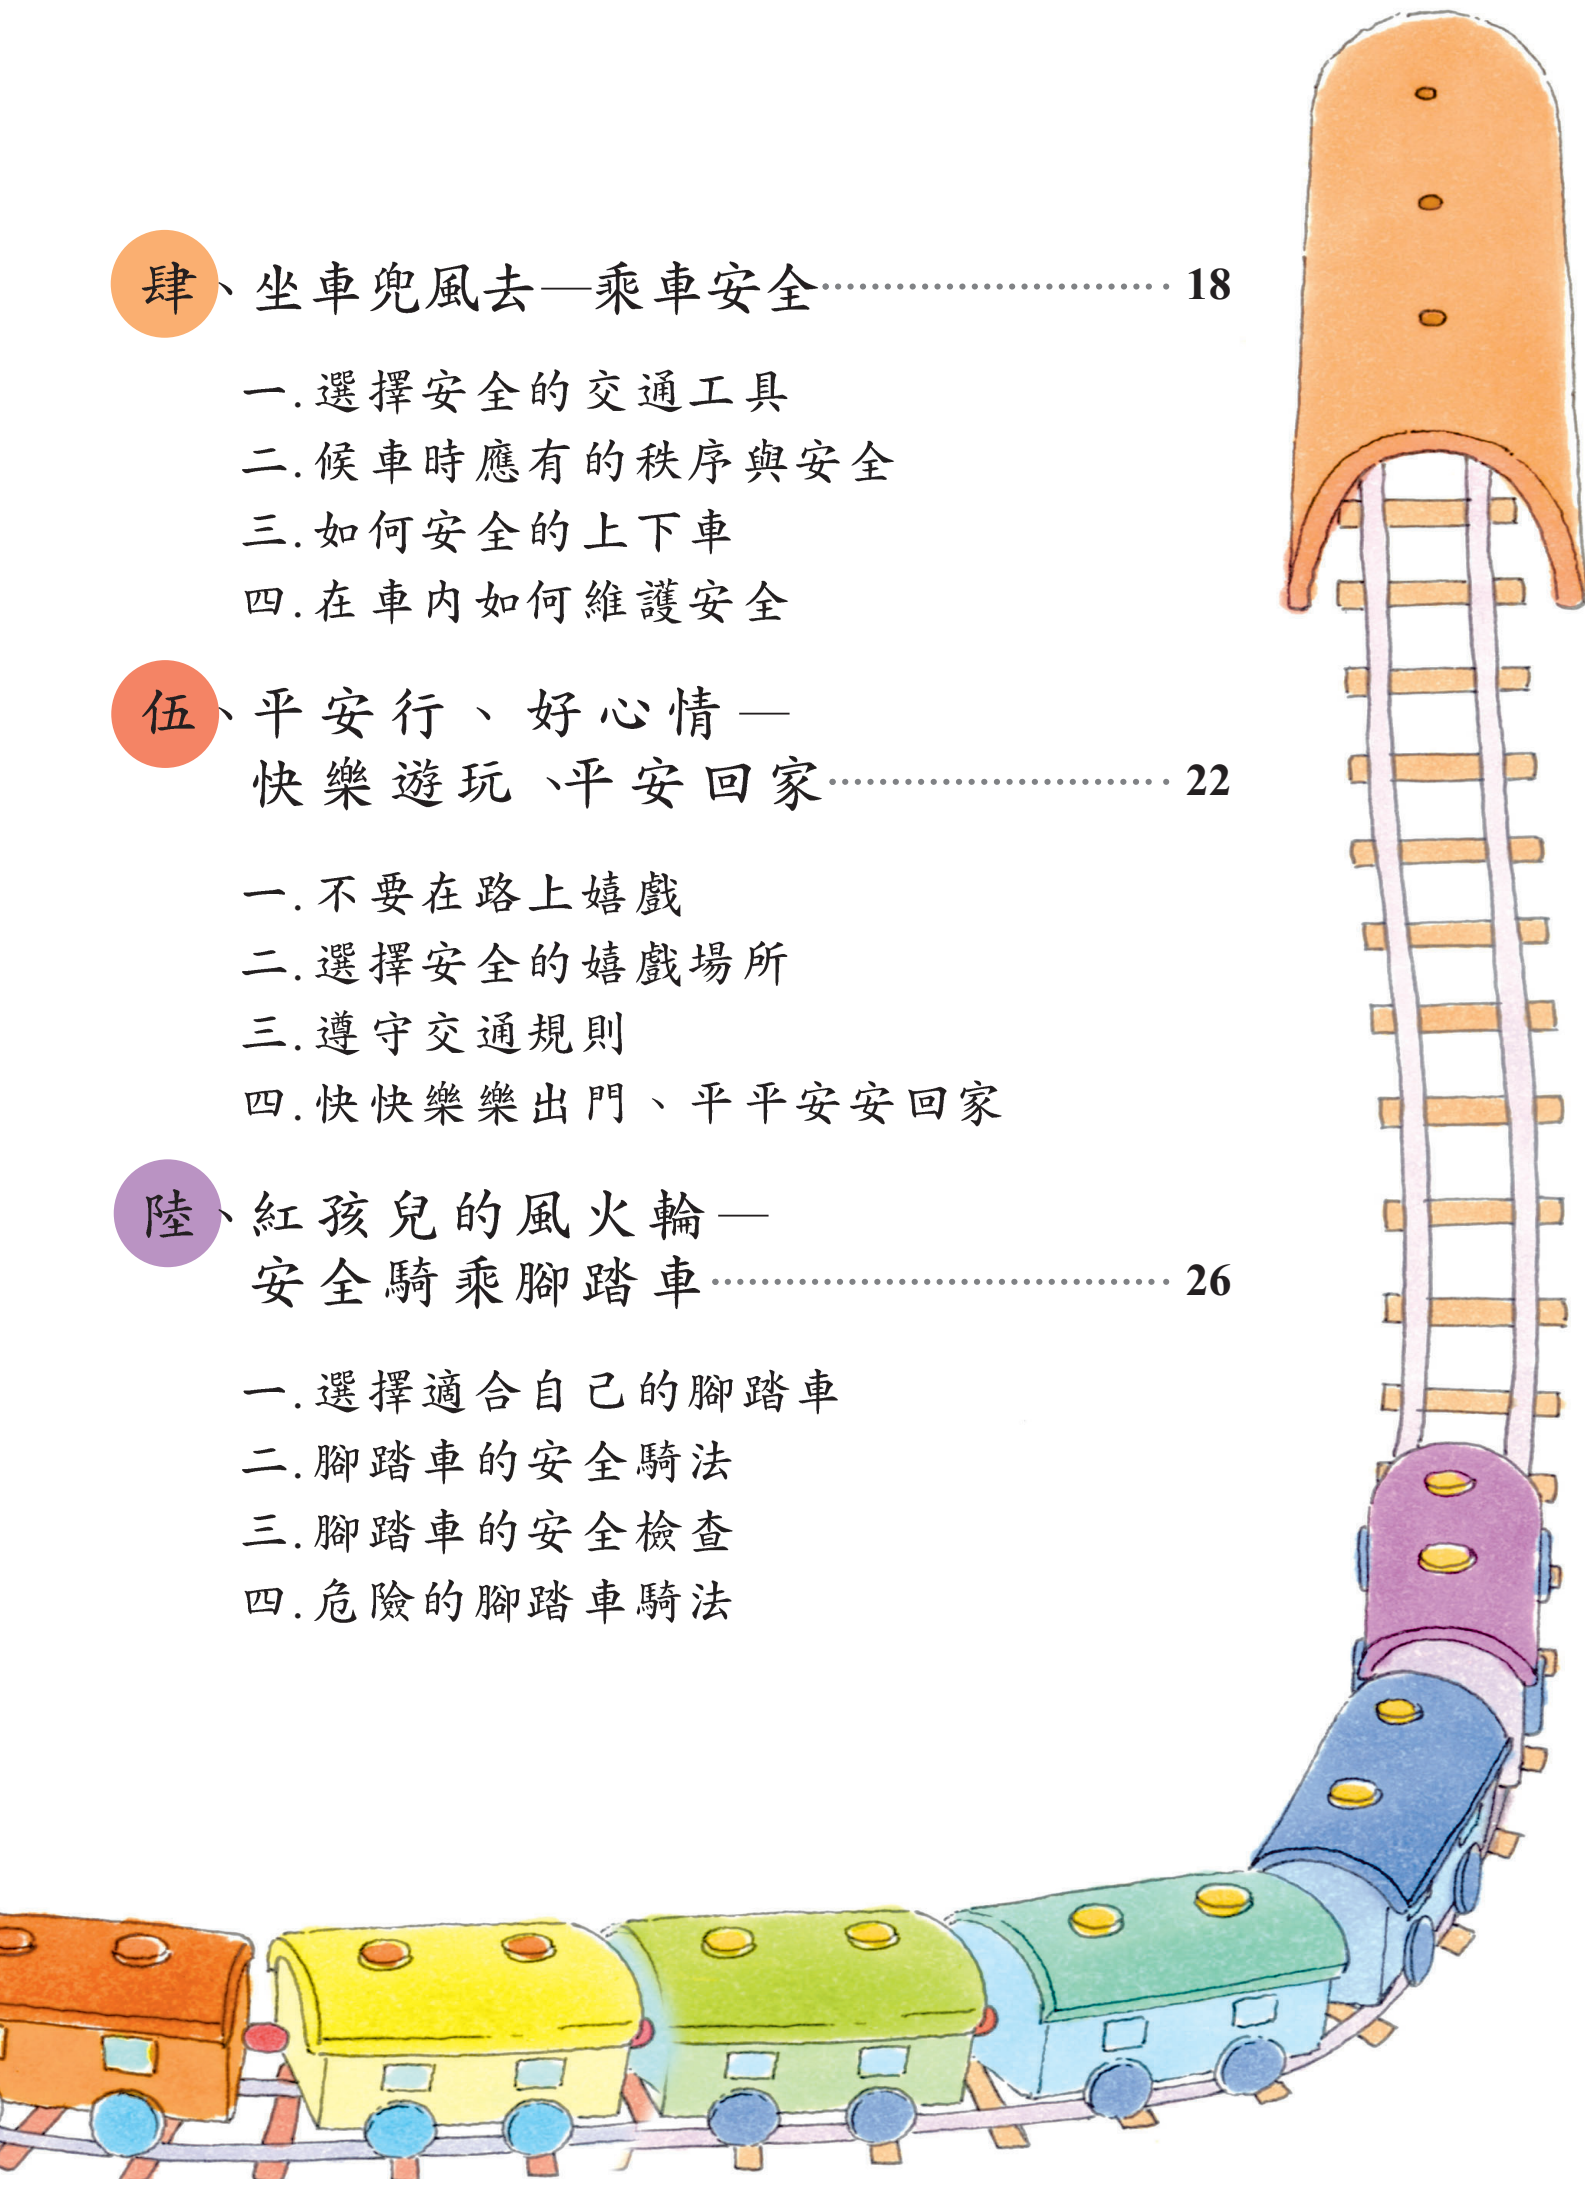 肆、坐車兜風去—乘車安全 ………………………… 18
一.選擇安全的交通工具
二.候車時應有的秩序與安全
三.如何安全的上下車
四.在車內如何維護安全
伍、平安行、好心情—
快樂遊玩、平安回家 ………………………… 22
一.不要在路上嬉戲
二.選擇安全的嬉戲場所
三.遵守交通規則
四.快快樂樂出門、平平安安回家
陸、紅孩兒的風火輪—
安全騎乘腳踏車 ………………………………… 26
一.選擇適合自己的腳踏車
二.腳踏車的安全騎法
三.腳踏車的安全檢查
四.危險的腳踏車騎法